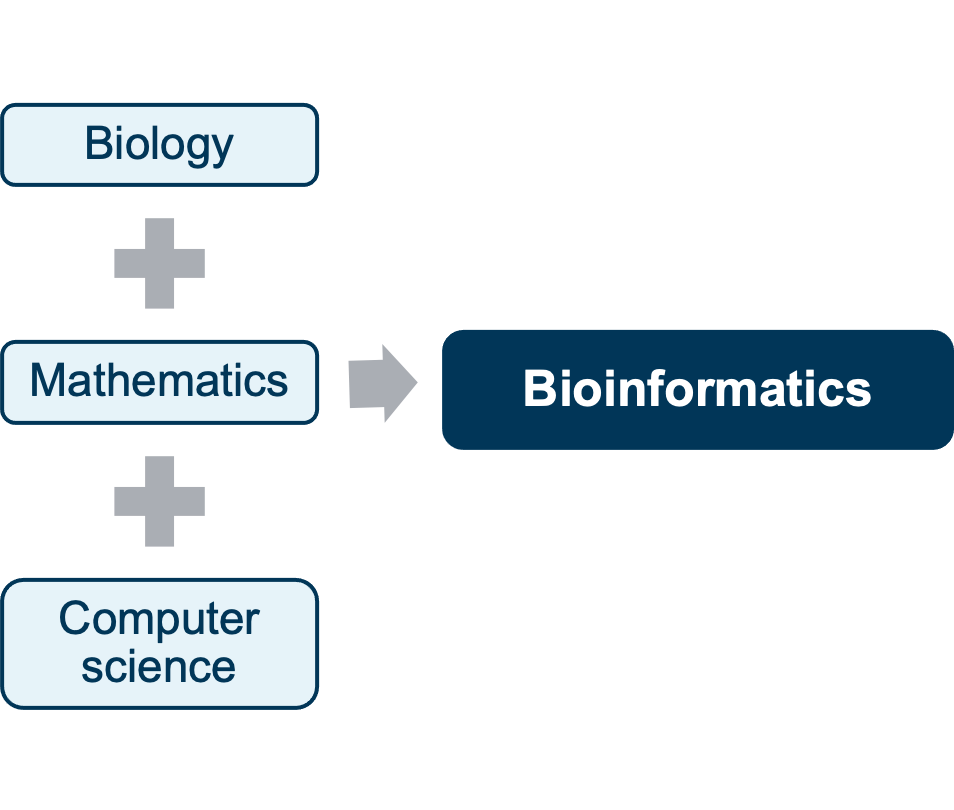 Biology
Mathematics
Bioinformatics
Computer
science